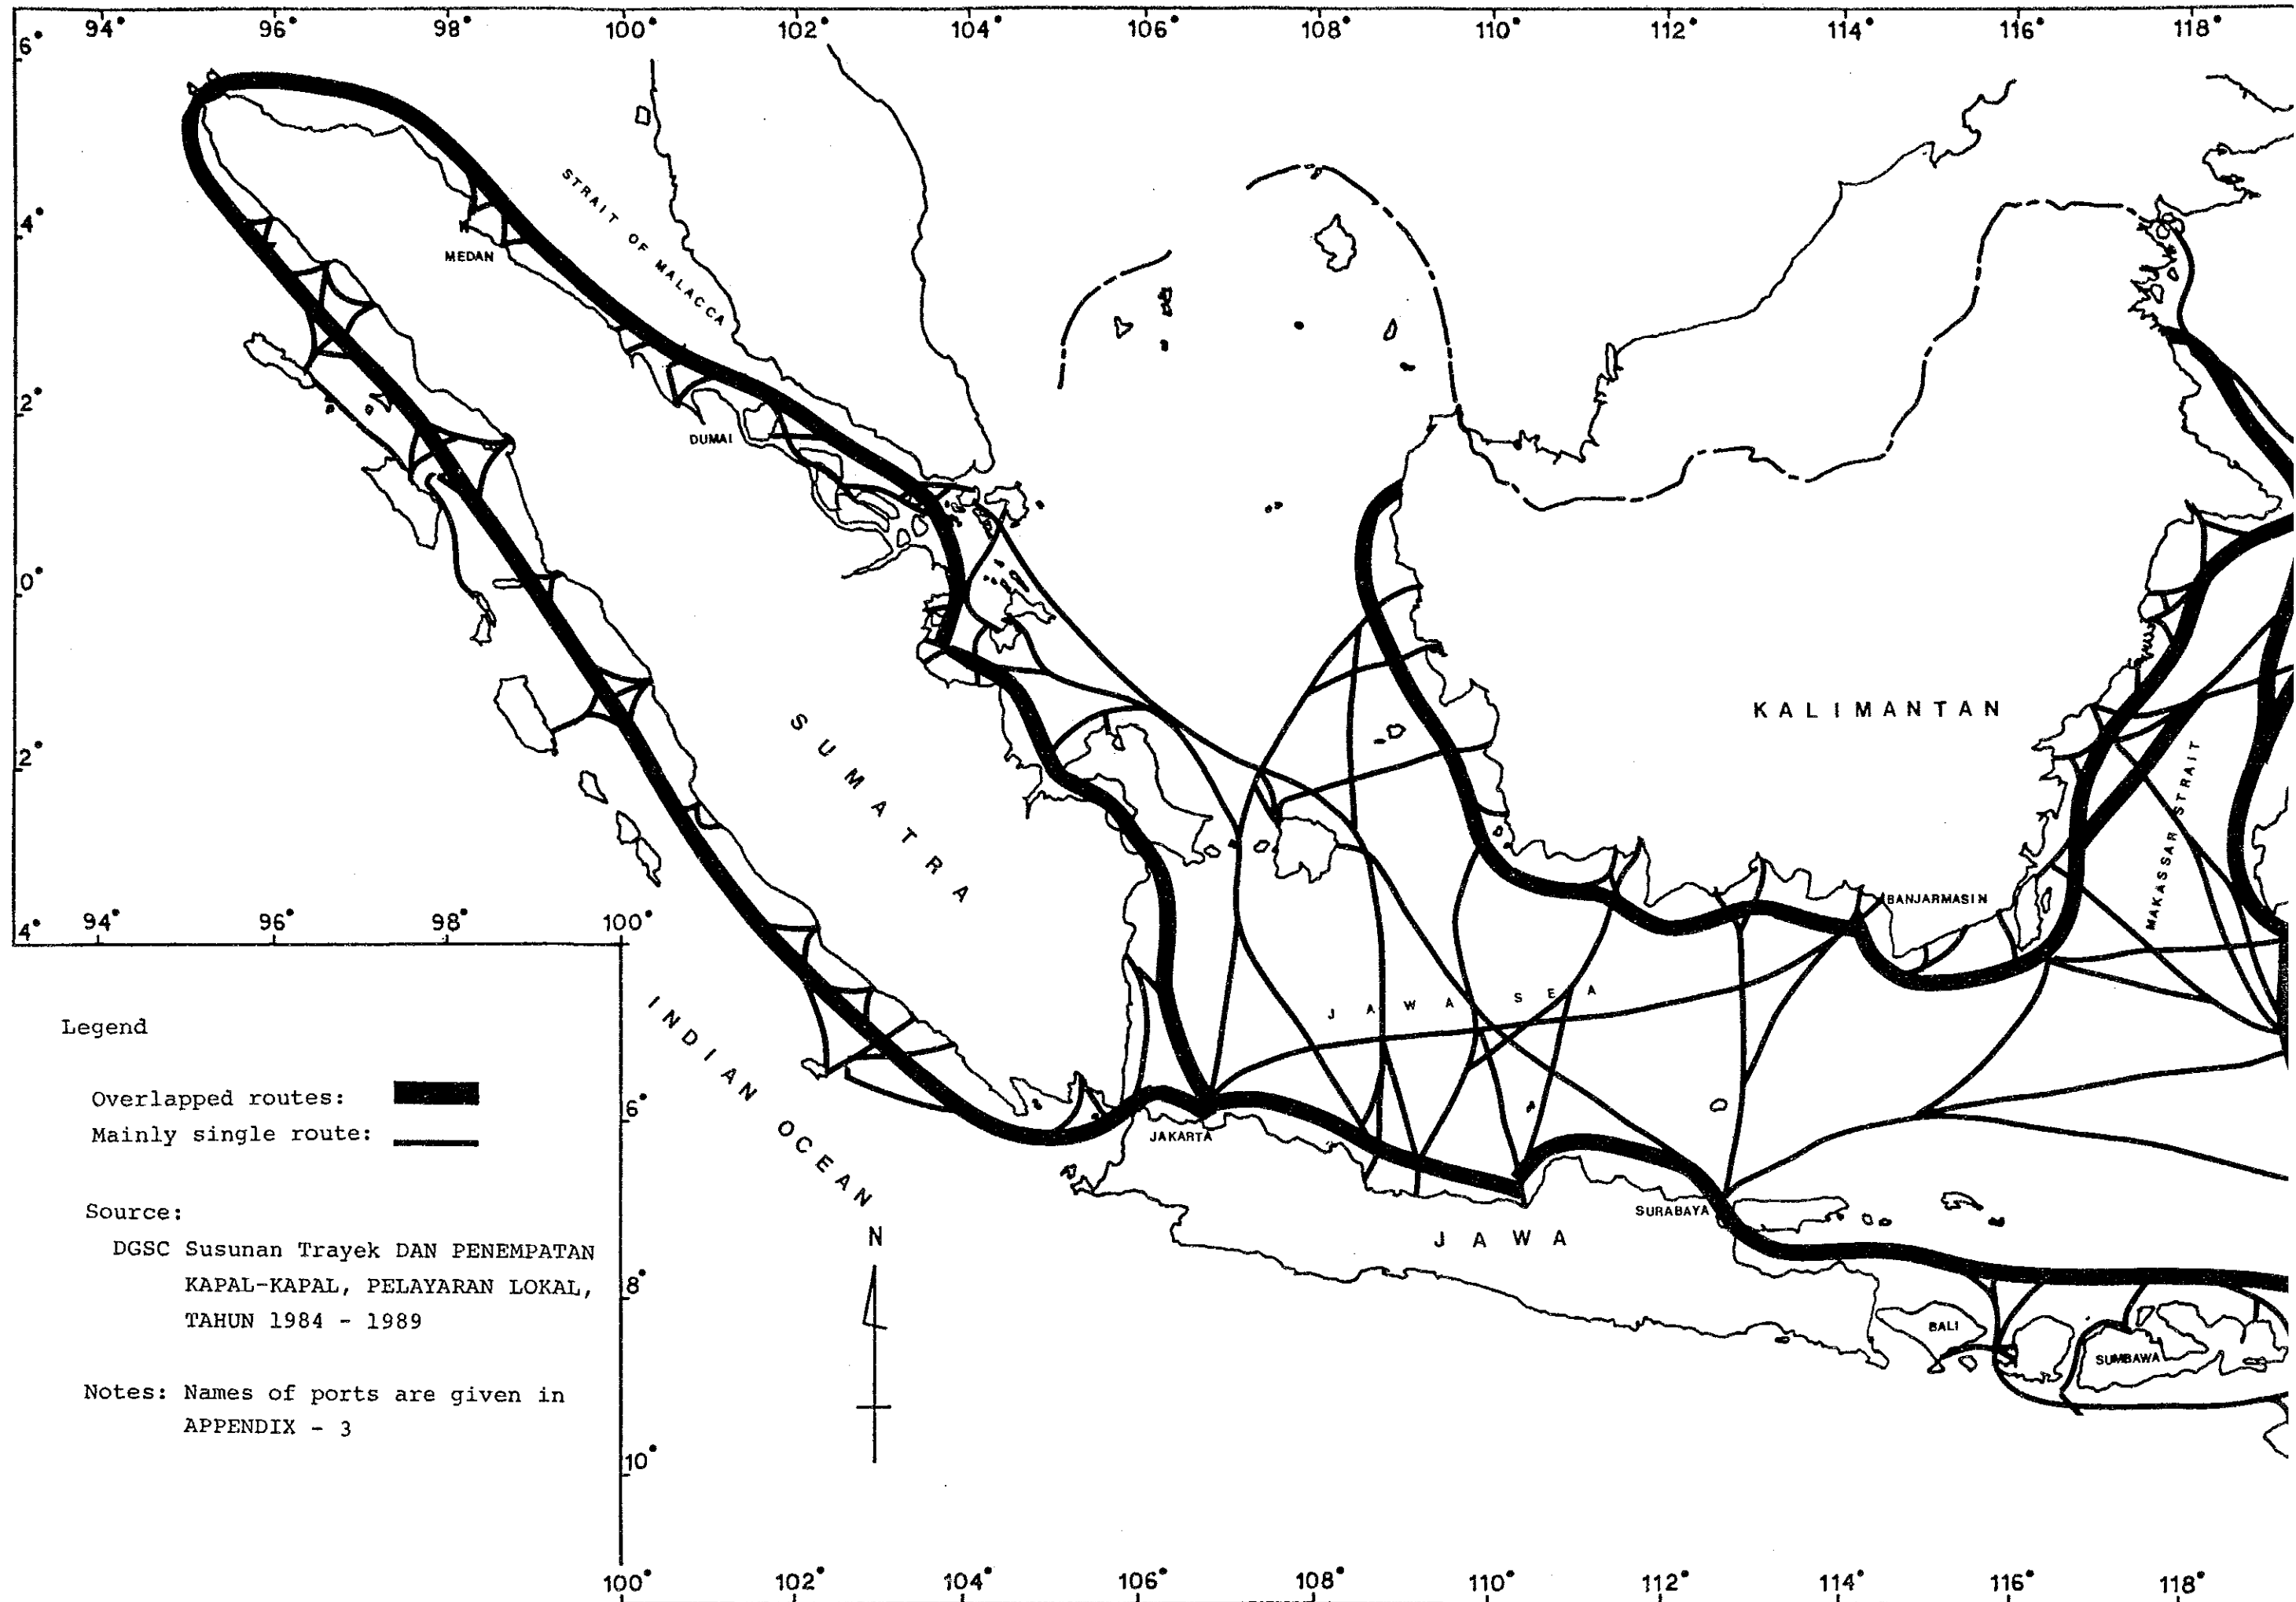 94° 96° 98° 100° 102° 104° 106° 108° 110° 112° 114° 116° 118°
6°
4°
2°
0°
2°
4°
STRAIT OF MALACCA
MEDAN
DUMAI
SUMATRA
KALIMANTAN
MAKASSAR STRAIT
BANJARMASIN
94° 96° 98° 100°
JAWA SEA
INDIAN OCEAN
6°
8°
10°
JAKARTA
SURABAYA
JAWA
BALI
SUMBAWA
N
Legend
Overlapped routes:
Mainly single route:
Source:
DGSC Susunan Trayek DAN PENEMPATAN
KAPAL-KAPAL, PELAYARAN LOKAL,
TAHUN 1984 - 1989
Notes: Names of ports are given in
APPENDIX - 3
100° 102° 104° 106° 108° 110° 112° 114° 116° 118°